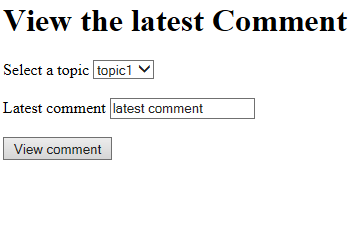 View the latest Comment
Select a topic topic1
Latest comment latest comment
View comment